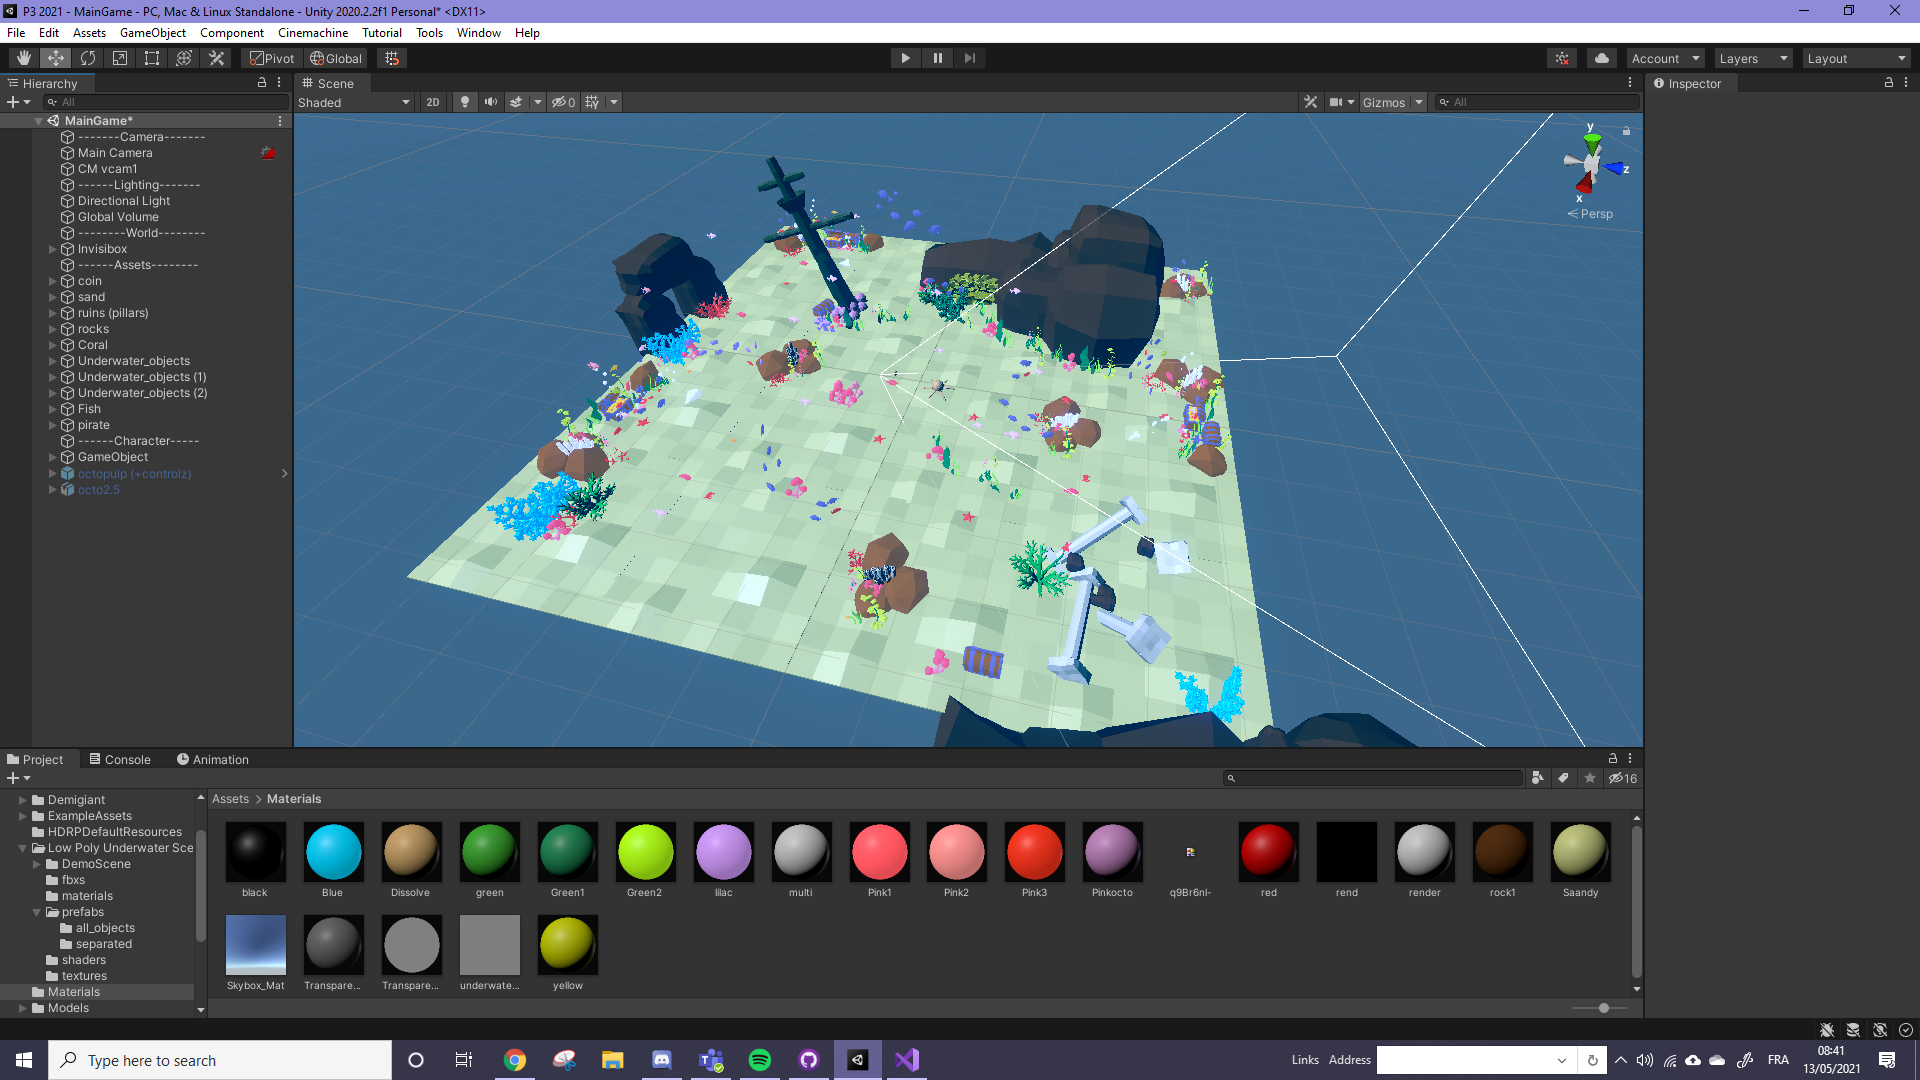 P3 2021 - MainGame - PC, Mac & Linux Standalone - Unity 2020.2.2f1 Personal* <DX11>
File Edit Assets GameObject Component Cinemachine Tutorial Tools Window Help
Pivot Global Account Layers Layout
Hierarchy
All
MainGame*
-------Camera-------
Main Camera
CM vcam1
------Lighting-------
Directional Light
Global Volume
--------World--------
Invisibox
------Assets--------
coin
sand
ruins (pillars)
rocks
Coral
Underwater_objects
Underwater_objects (1)
Underwater_objects (2)
Fish
pirate
------Character-----
GameObject
octopulp (+controlz)
octo2.5
Scene
Shaded 2D 0 Gizmos All
y
z
x
Persp
Inspector
Project Console Animation
16
Demigiant
ExampleAssets
HDRPDefaultResources
Low Poly Underwater Sce
DemoScene
fbxs
materials
prefabs
all_objects
separated
shaders
textures
Materials
Models
Assets > Materials
black Blue Dissolve green Green1 Green2 lilac multi Pink1 Pink2 Pink3 Pinkocto q9Br6nl- red rend render rock1 Saandy
Skybox_Mat Transpare... Transpare... underwate... yellow
Type here to search
Links Address
FRA
08:41
13/05/2021